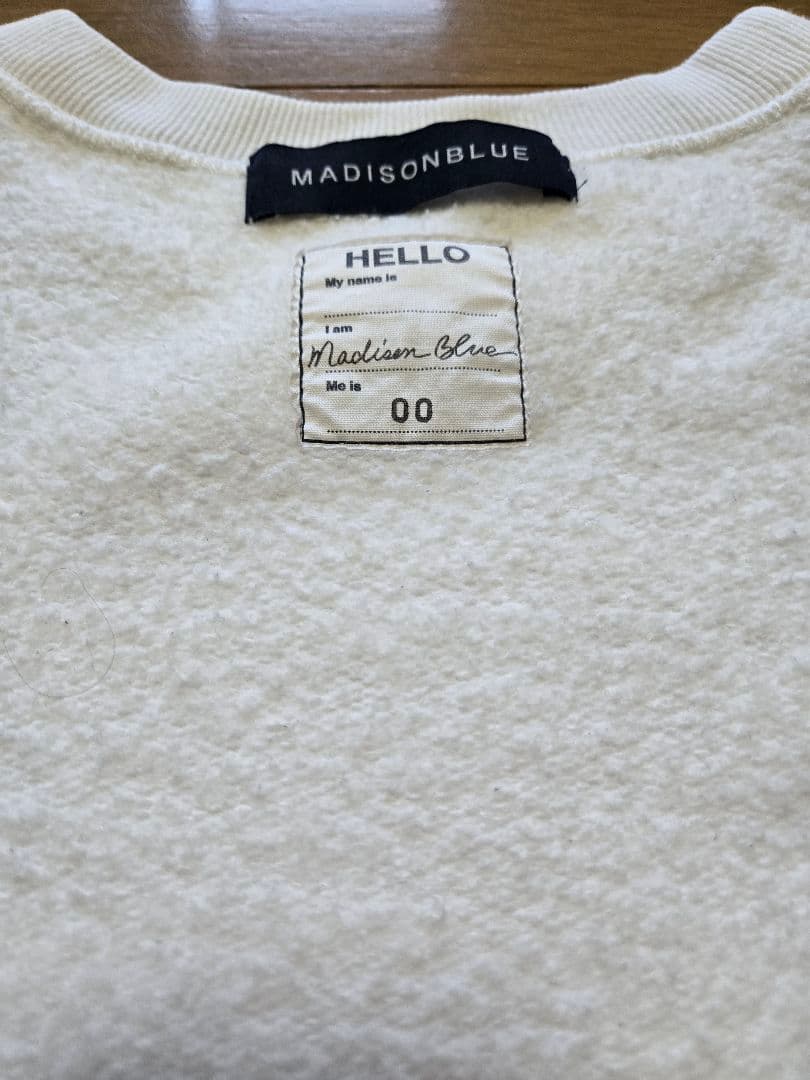 MADISONBLUE
HELLO
My name is
I am
Madison Blue
Me is
00